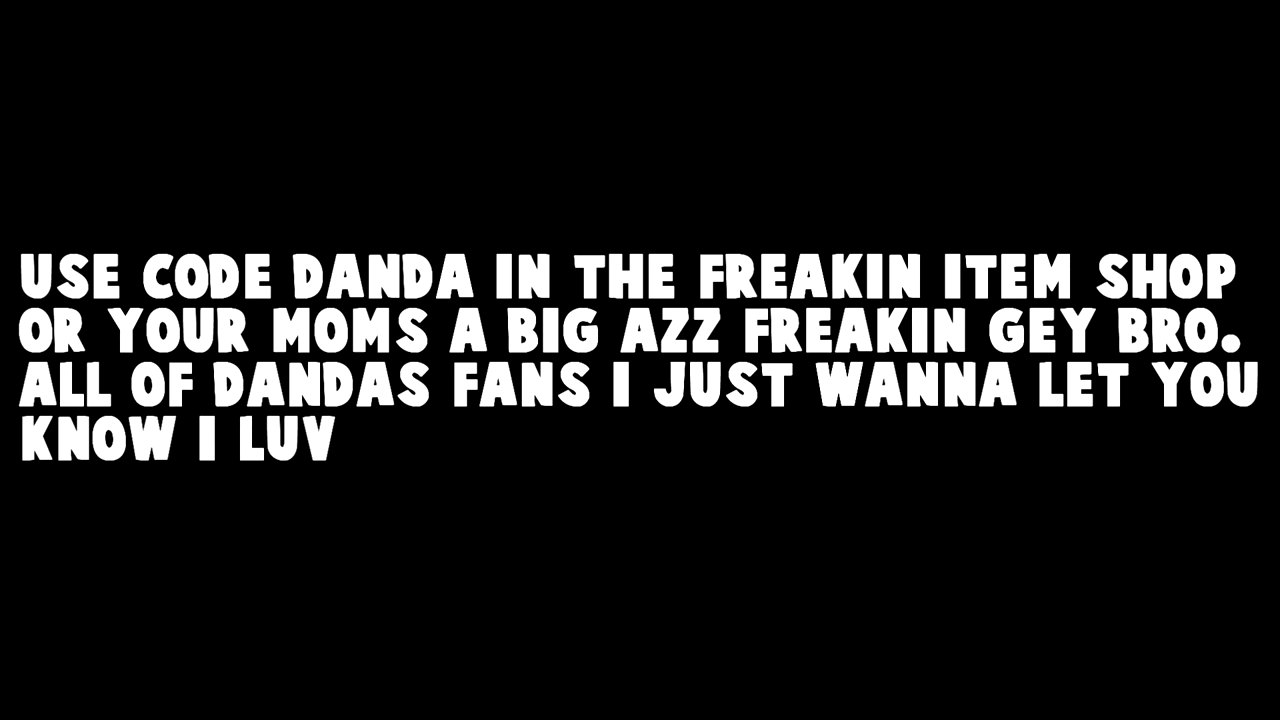 USE CODE DANDA IN THE FREAKIN ITEM SHOP
OR YOUR MOMS A BIG AZZ FREAKIN GEY BRO.
ALL OF DANDAS FANS I JUST WANNA LET YOU
KNOW I LUV